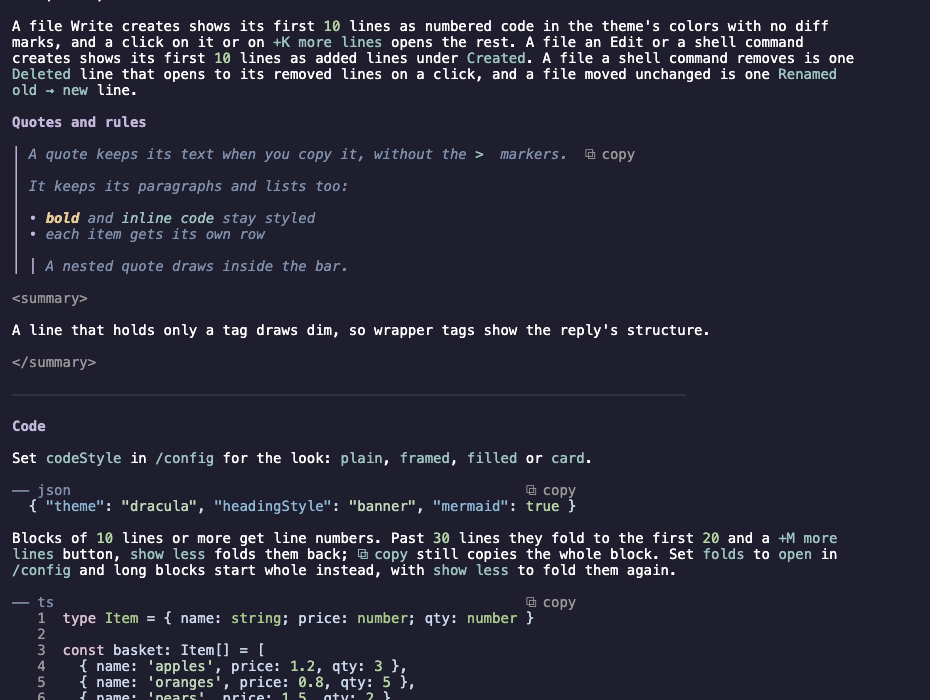 A file Write creates shows its first 10 lines as numbered code in the theme's colors with no diff
marks, and a click on it or on +K more lines opens the rest. A file an Edit or a shell command
creates shows its first 10 lines as added lines under Created. A file a shell command removes is one
Deleted line that opens to its removed lines on a click, and a file moved unchanged is one Renamed
old → new line.
Quotes and rules
A quote keeps its text when you copy it, without the > markers. copy
It keeps its paragraphs and lists too:
• bold and inline code stay styled
• each item gets its own row
A nested quote draws inside the bar.
<summary>
A line that holds only a tag draws dim, so wrapper tags show the reply's structure.
</summary>
Code
Set codeStyle in /config for the look: plain, framed, filled or card.
json copy
{ "theme": "dracula", "headingStyle": "banner", "mermaid": true }
Blocks of 10 lines or more get line numbers. Past 30 lines they fold to the first 20 and a +M more
lines button, show less folds them back; copy still copies the whole block. Set folds to open in
/config and long blocks start whole instead, with show less to fold them again.
ts copy
1 type Item = { name: string; price: number; qty: number }
2
3 const basket: Item[] = [
4 { name: 'apples', price: 1.2, qty: 3 },
5 { name: 'oranges', price: 0.8, qty: 5 },
6 { name: 'pears', price: 1.5, qty: 2 }